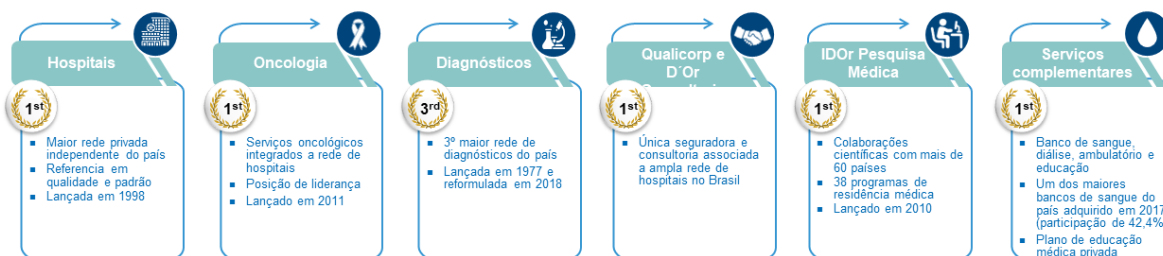 Hospitais
1st
Maior rede privada
independente do país
Referencia em
qualidade e padrão
Lançada em 1998
Oncologia
1st
Serviços oncológicos
integrados a rede de
hospitais
Posição de liderança
Lançado em 2011
Diagnósticos
3rd
3º maior rede de
diagnósticos do país
Lançada em 1977 e
reformulada em 2018
Qualicorp e
D´Or
1st
Única seguradora e
consultoria associada
a ampla rede de
hospitais no Brasil
IDOr Pesquisa
Médica
1st
Colaborações
científicas com mais de
60 países
38 programas de
residência médica
Lançado em 2010
Serviços
complementares
1st
Banco de sangue,
diálise, ambulatório e
educação
Um dos maiores
bancos de sangue do
país adquirido em 2017
(participação de 42,4%
Plano de educação
médica privada